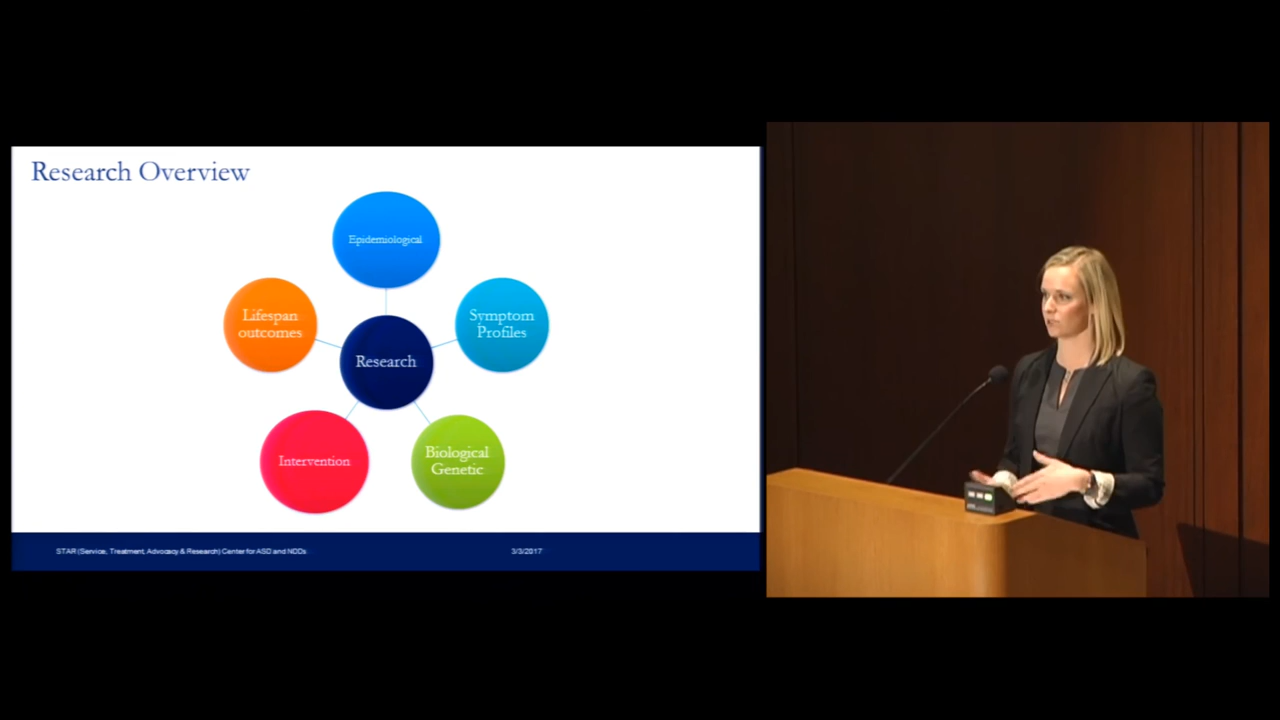 Research Overview
Epidemiological
Lifespan
outcomes
Symptom
Profiles
Research
Intervention
Biological
Genetic
STAR (Service, Treatment, Advocacy & Research) Center for ASD and NDDs
3/3/2017